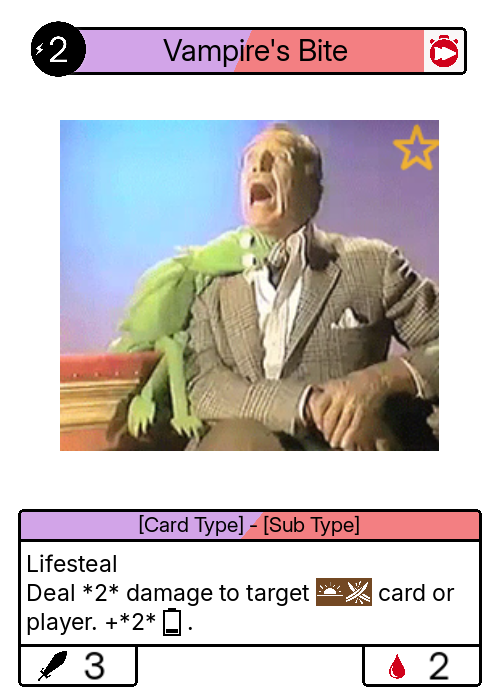 2
Vampire's Bite
[Card Type] - [Sub Type]
Lifesteal
Deal *2* damage to target card or
player. +*2* .
3
2